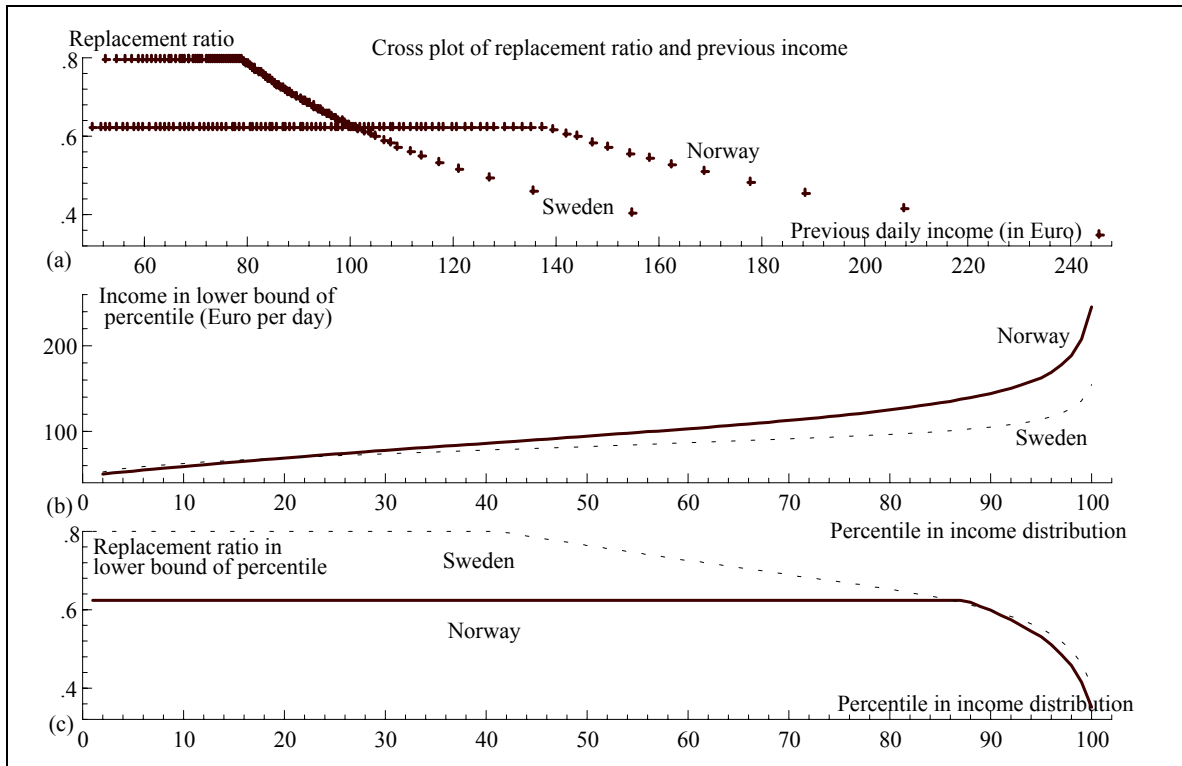 Replacement ratio
Cross plot of replacement ratio and previous income
.8
.6
.4
Norway
Sweden
Previous daily income (in Euro)
(a)
60 80 100 120 140 160 180 200 220 240
Income in lower bound of
percentile (Euro per day)
200
100
Norway
Sweden
(b)
0 10 20 30 40 50 60 70 80 90 100
Percentile in income distribution
.8
.6
.4
Replacement ratio in
lower bound of percentile
Sweden
Norway
Percentile in income distribution
(c)
0 10 20 30 40 50 60 70 80 90 100